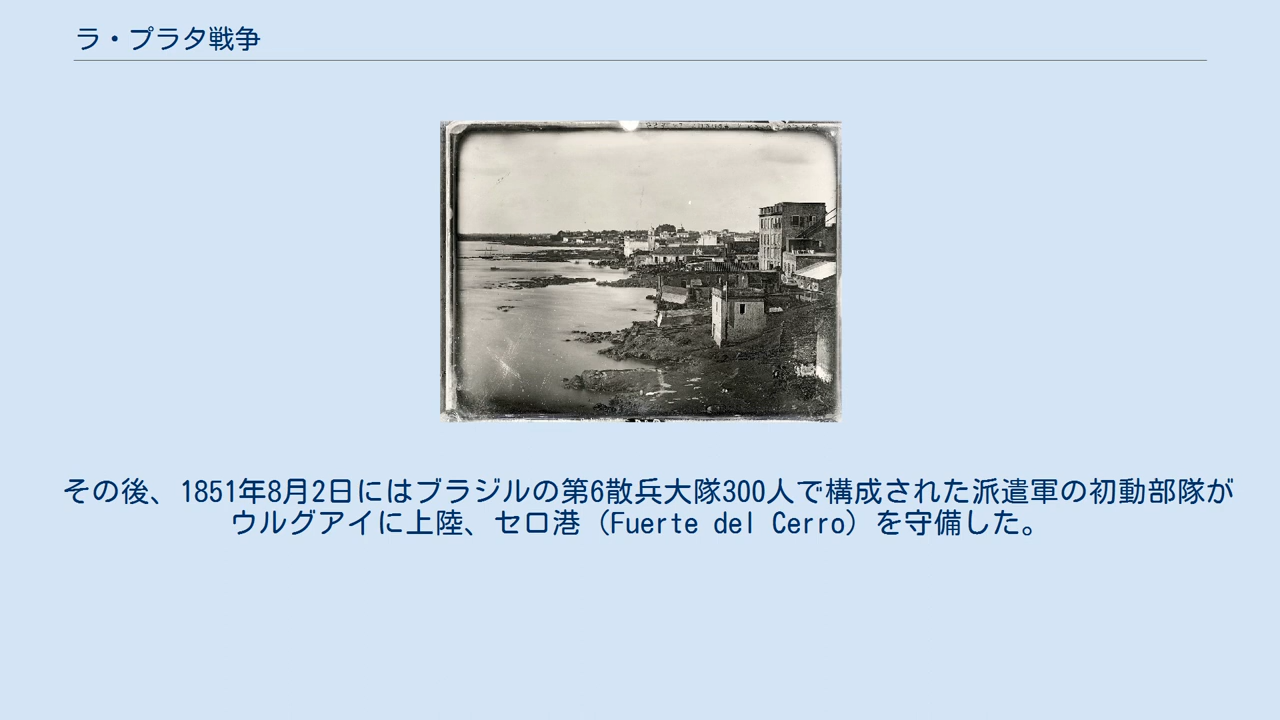 ラ・プラタ戦争
その後、1851年8月2日にはブラジルの第6散兵大隊300人で構成された派遣軍の初動部隊が
ウルグアイに上陸、セロ港（Fuerte del Cerro）を守備した。